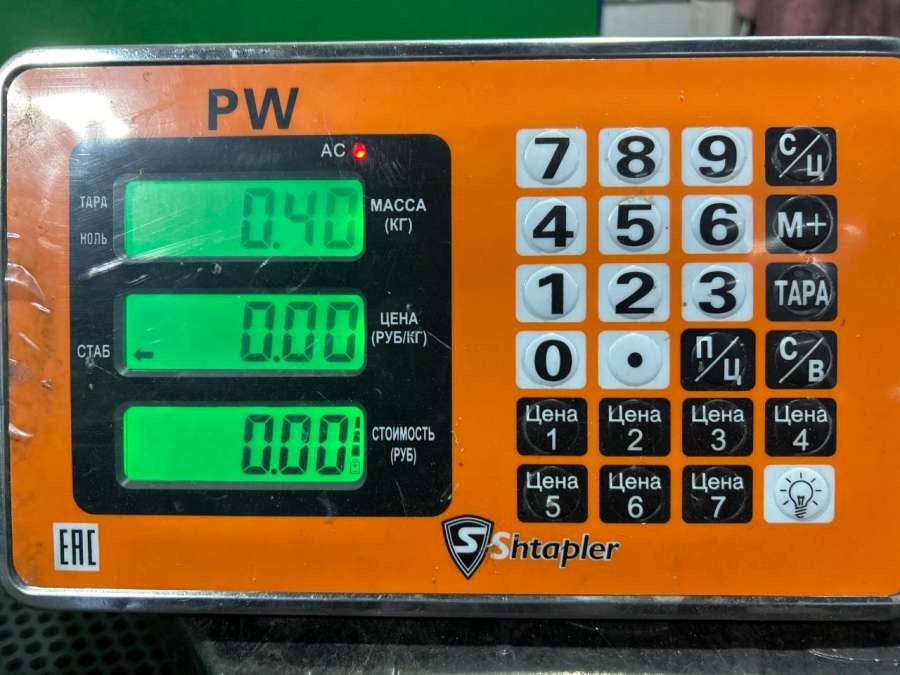 PW
AC
ТАРА
НОЛЬ
0.40
МАССА
(КГ)
СТАБ
0.00
ЦЕНА
(РУБ/КГ)
0.00
СТОИМОСТЬ
(РУБ)
7 8 9 С/Ц
4 5 6 М+
1 2 3 ТАРА
0 • П/Ц С/В
Цена 1 Цена 2 Цена 3 Цена 4
Цена 5 Цена 6 Цена 7
EAC
S Shtapler